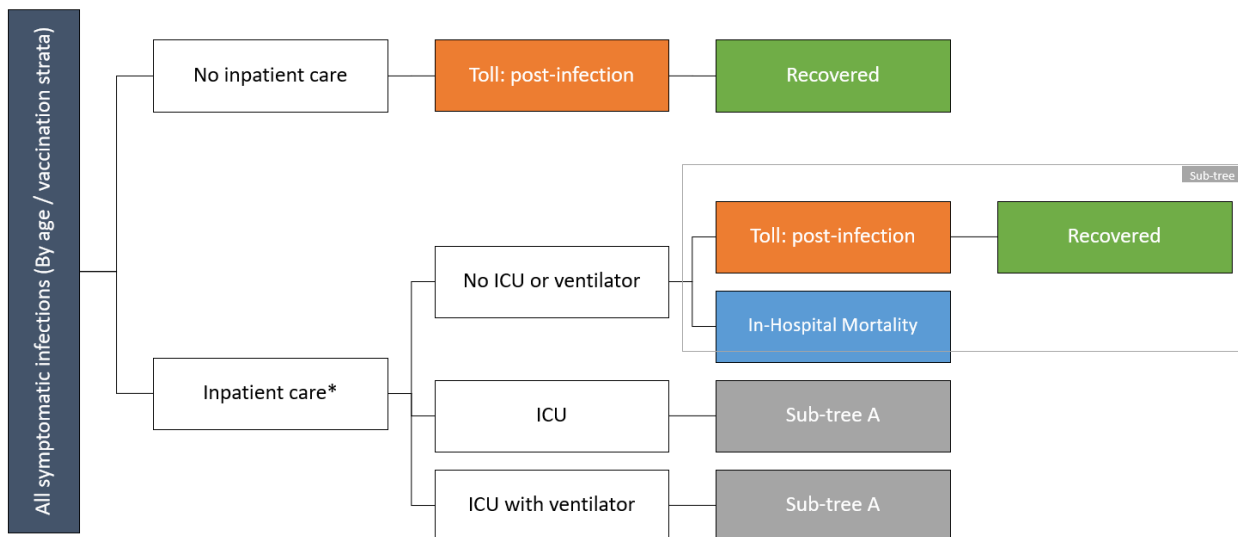 All symptomatic infections (By age / vaccination strata)
No inpatient care
Toll: post-infection
Recovered
Sub-tree
Toll: post-infection
Recovered
No ICU or ventilator
In-Hospital Mortality
Inpatient care*
ICU
Sub-tree A
ICU with ventilator
Sub-tree A